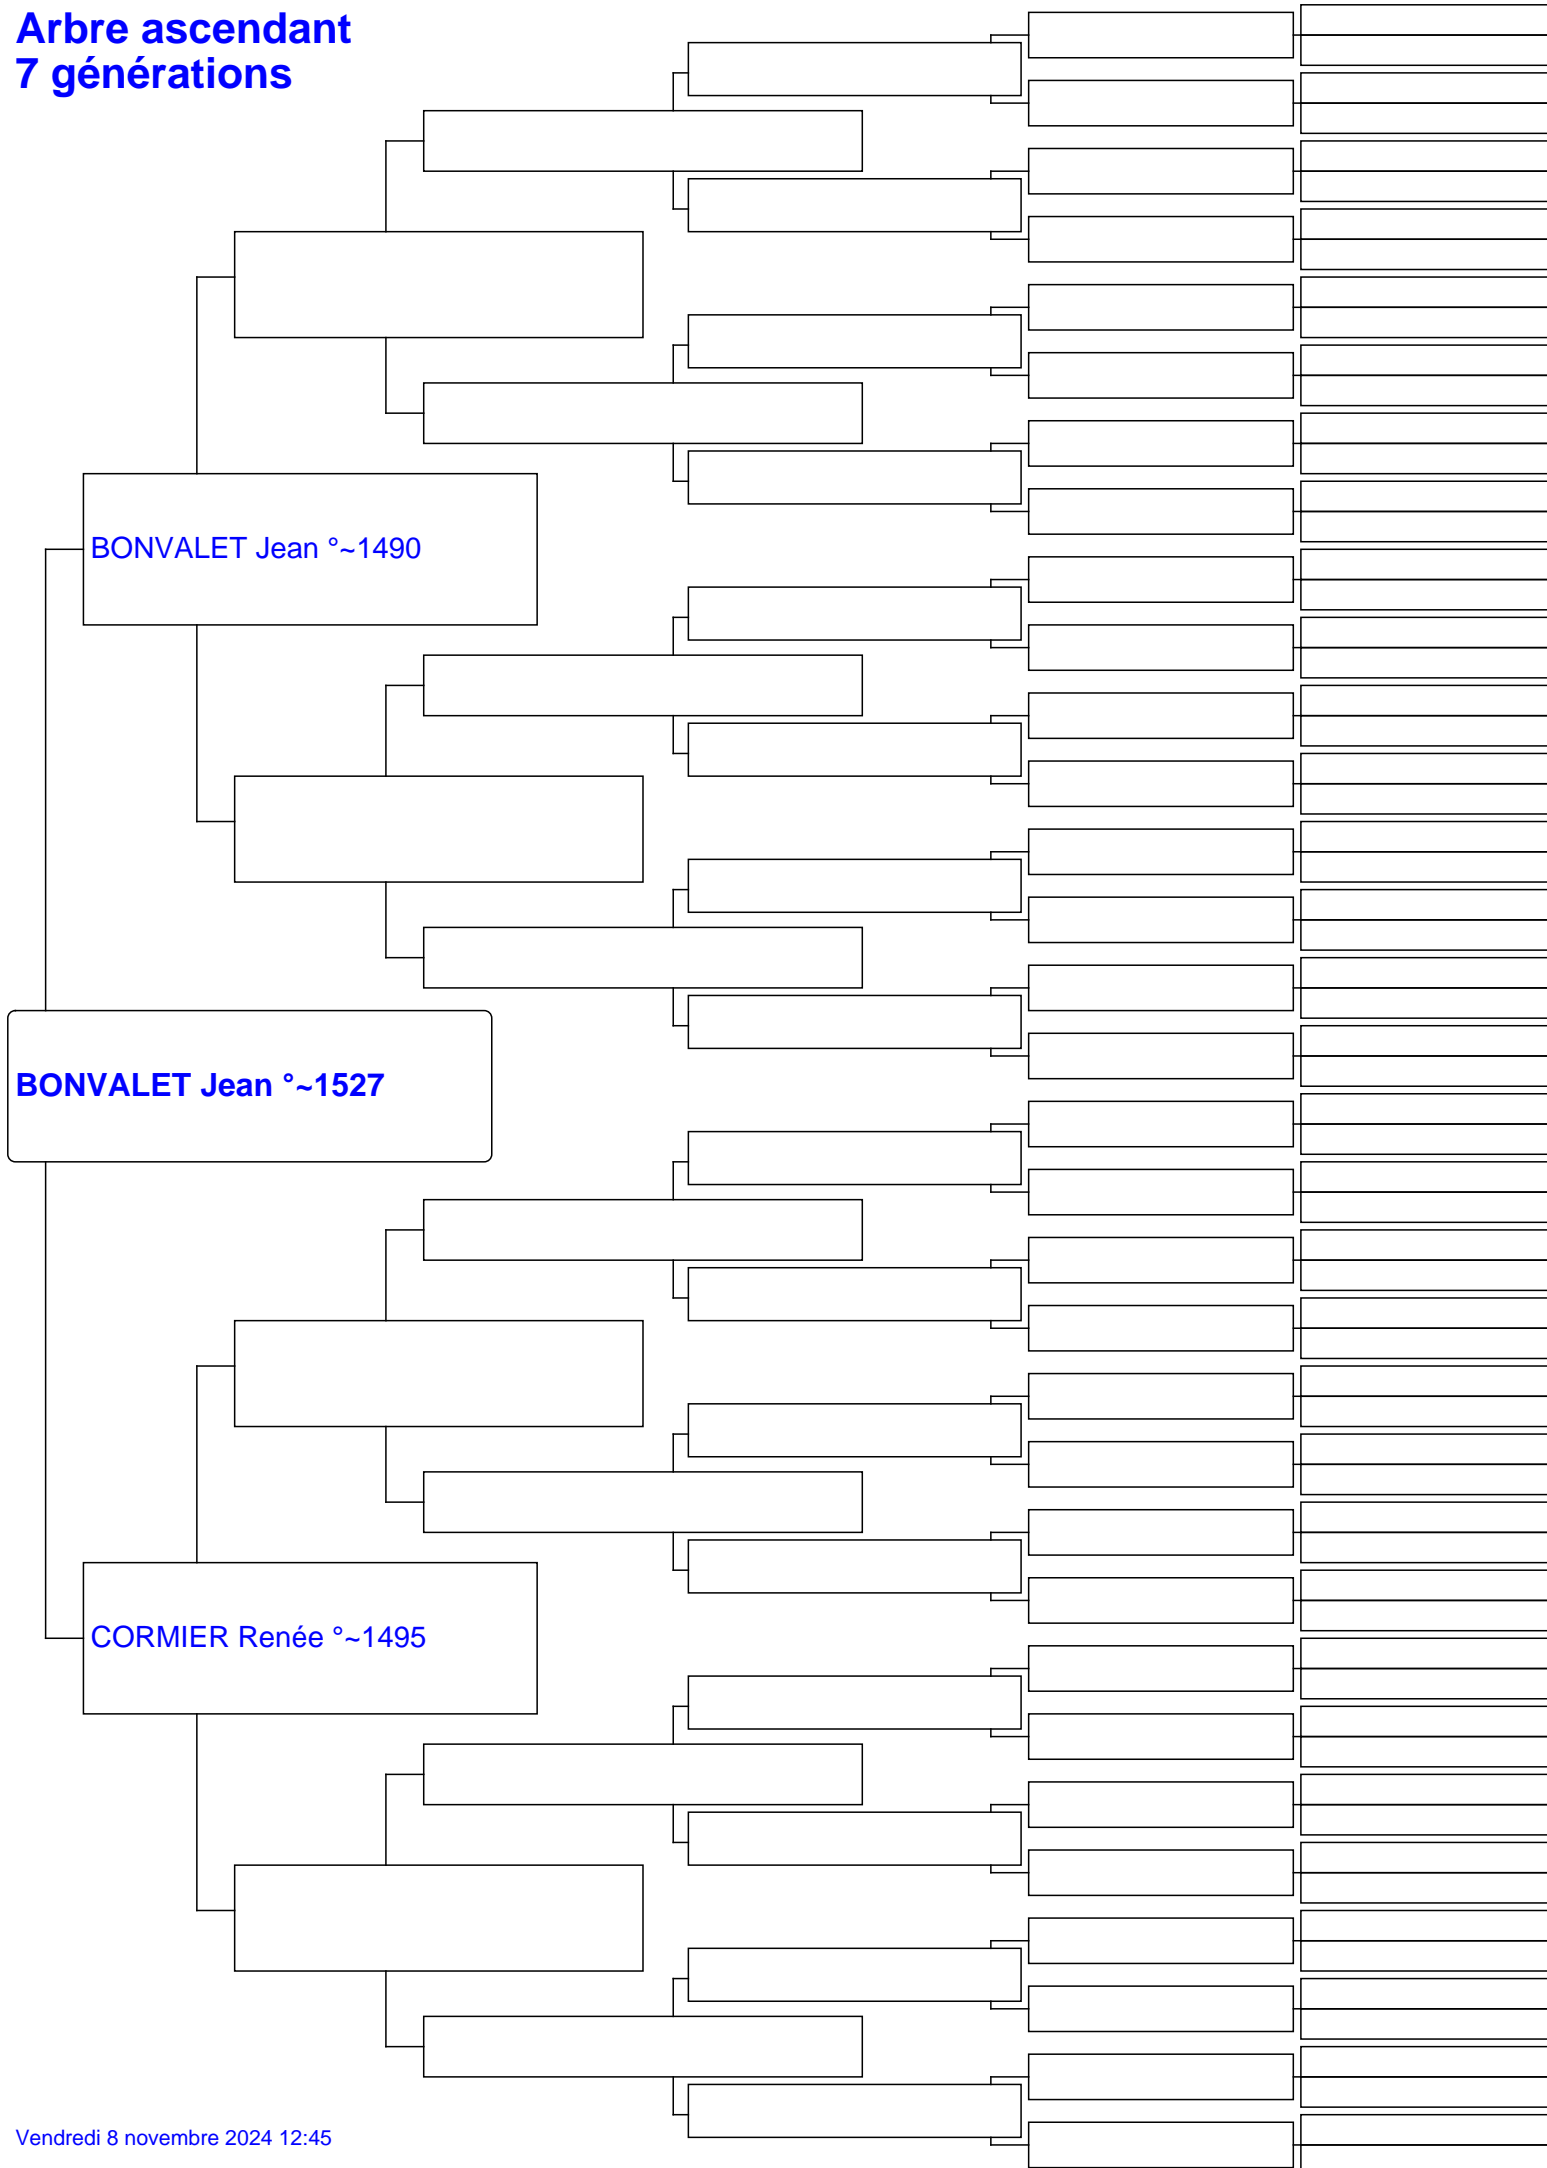 Arbre ascendant
7 générations
BONVALET Jean °~1490
BONVALET Jean °~1527
CORMIER Renée °~1495
Vendredi 8 novembre 2024 12:45